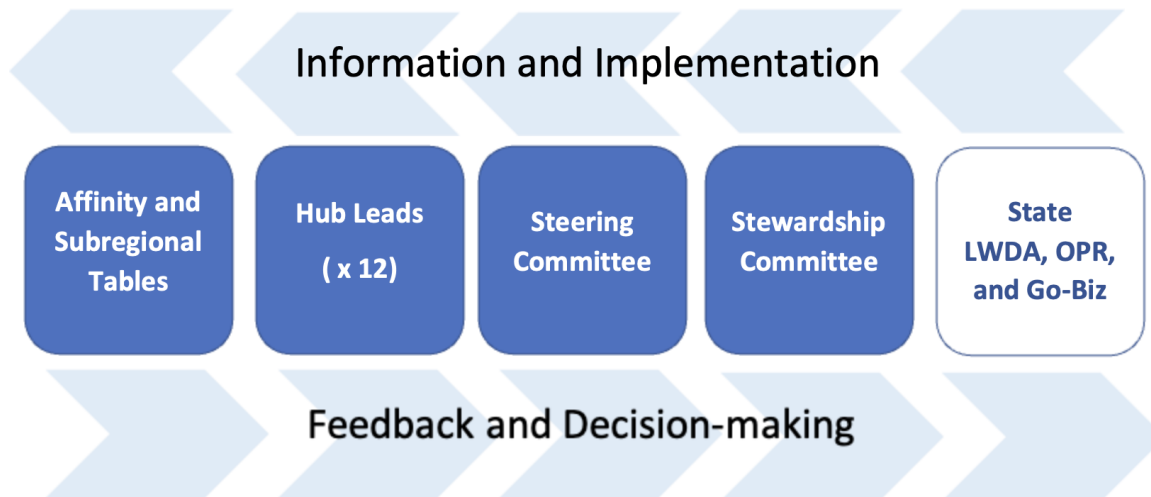 Information and Implementation
Affinity and
Subregional
Tables
Hub Leads
( x 12)
Steering
Committee
Stewardship
Committee
State
LWDA, OPR,
and Go-Biz
Feedback and Decision-making